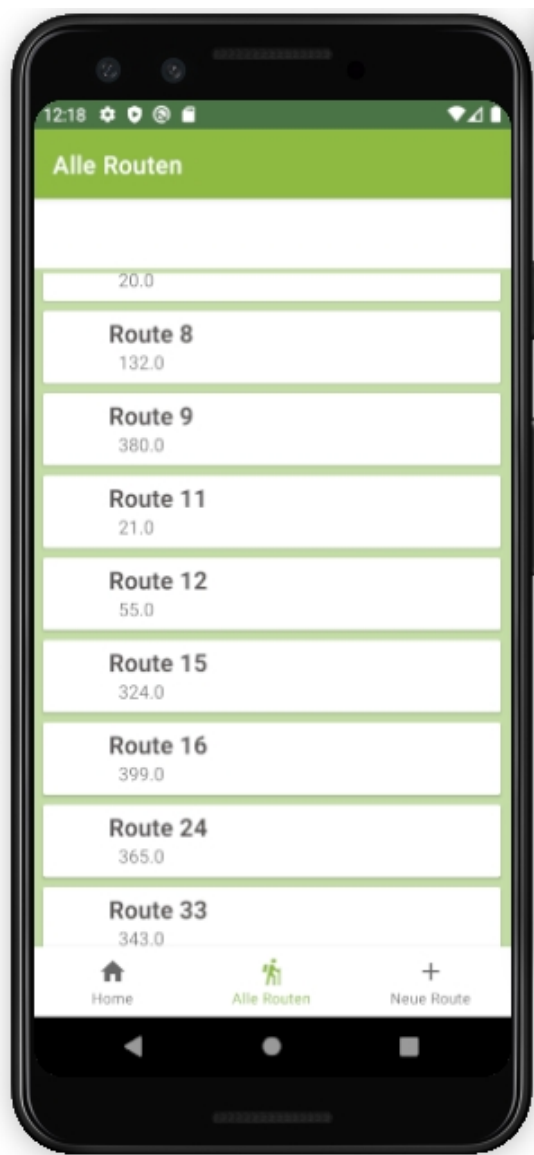 12:18
Alle Routen
20.0
Route 8
132.0
Route 9
380.0
Route 11
21.0
Route 12
55.0
Route 15
324.0
Route 16
399.0
Route 24
365.0
Route 33
343.0
Home
Alle Routen
Neue Route